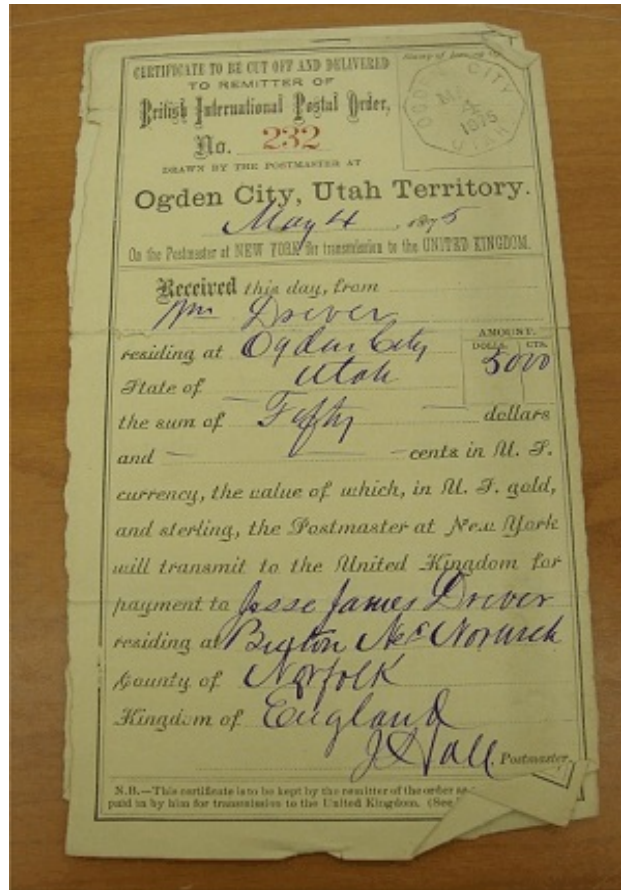 CERTIFICATE TO BE CUT OFF AND DELIVERED
TO REMITTER OF
British International Postal Order,
No. 232
DRAWN BY THE POSTMASTER AT
Ogden City, Utah Territory.
May 4, 1875
On the Postmaster at NEW YORK for transmission to the UNITED KINGDOM.
OGDEN CITY
4
1875
UTAH
Received this day, from
Wm Driver
residing at Ogden City
State of Utah
AMOUNT.
DOLLS. CTS.
50 00
the sum of Fifty dollars
and cents in U. S.
currency, the value of which, in U. S. gold,
and sterling, the Postmaster at New York
will transmit to the United Kingdom for
payment to Jesse James Driver
residing at Norwich
County of Norfolk
Kingdom of England
Hall Postmaster.
N.B.—This certificate is to be kept by the remitter of the order as
paid in by him for transmission to the United Kingdom. (See